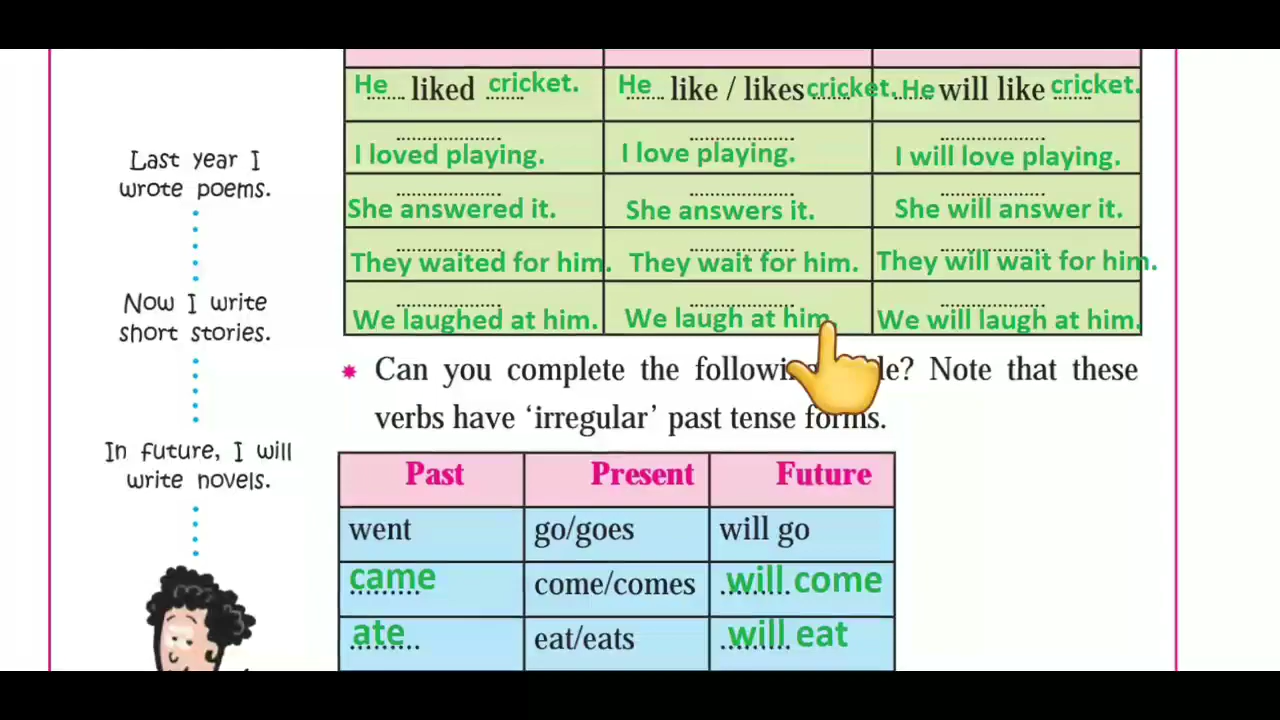 He liked cricket. He like / likes cricket. He will like cricket.
I loved playing. I love playing. I will love playing.
She answered it. She answers it. She will answer it.
They waited for him. They wait for him. They will wait for him.
We laughed at him. We laugh at him We will laugh at him.
Last year I
wrote poems.
Now I write
short stories.
In future, I will
write novels.
Can you complete the Note that these
verbs have ‘irregular’ past tense forms.
Past Present Future
went go/goes will go
came come/comes will come
ate eat/eats will eat